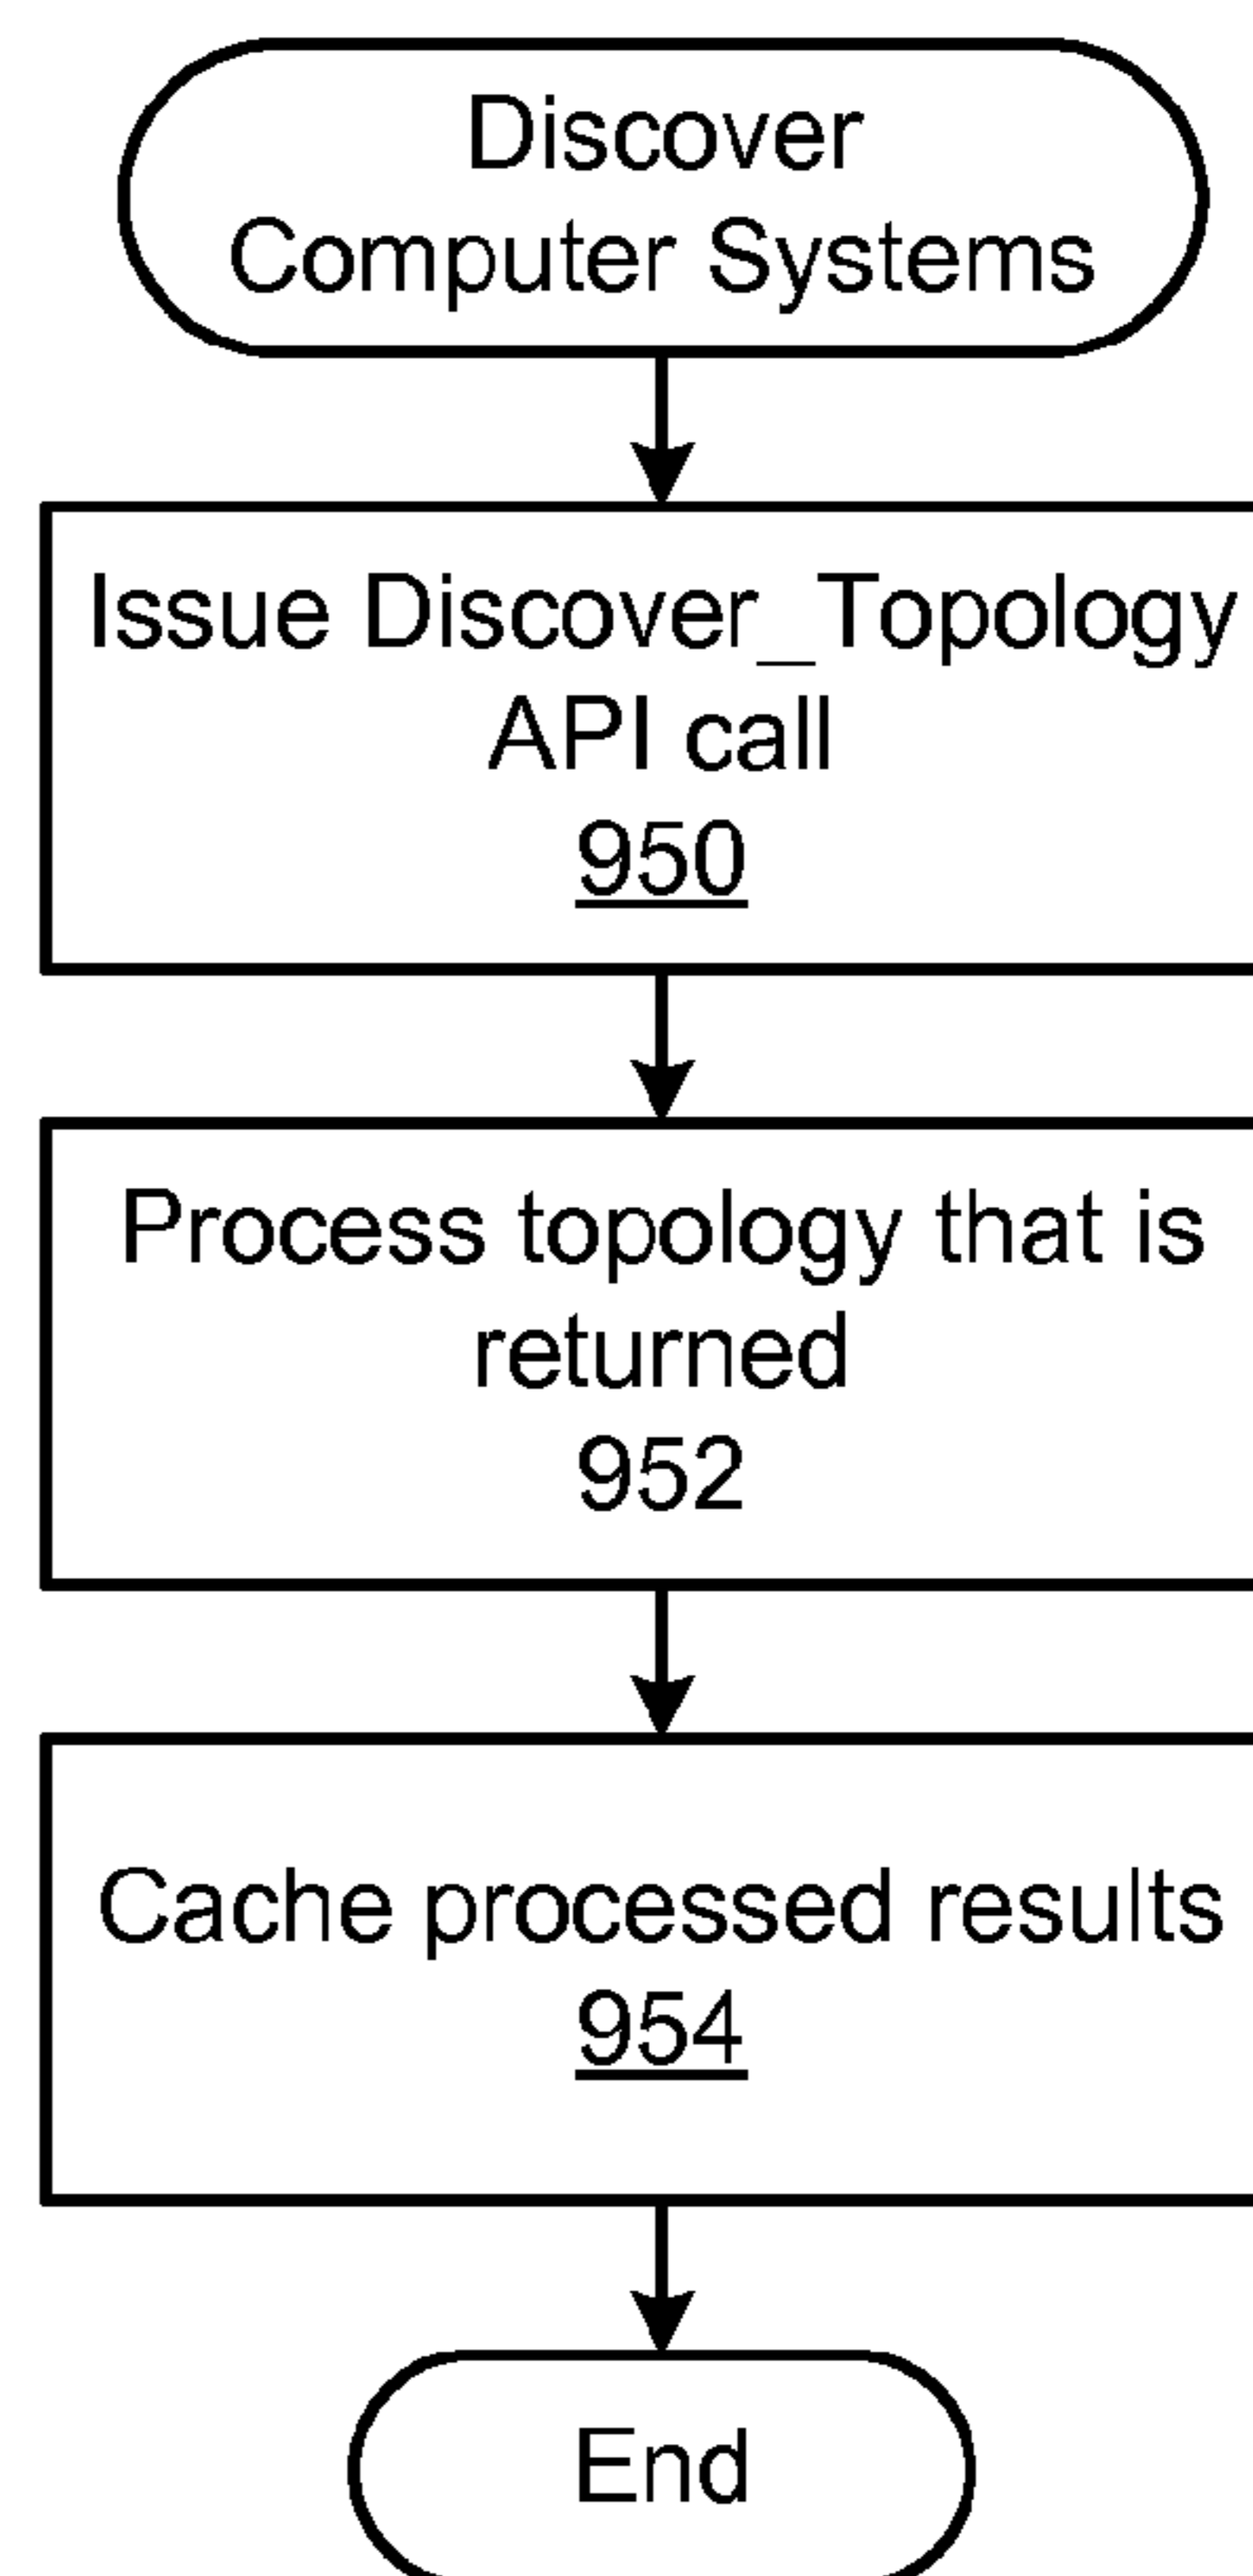 Discover
Computer Systems
Issue Discover_Topology
API call
950
Process topology that is
returned
952
Cache processed results
954
End